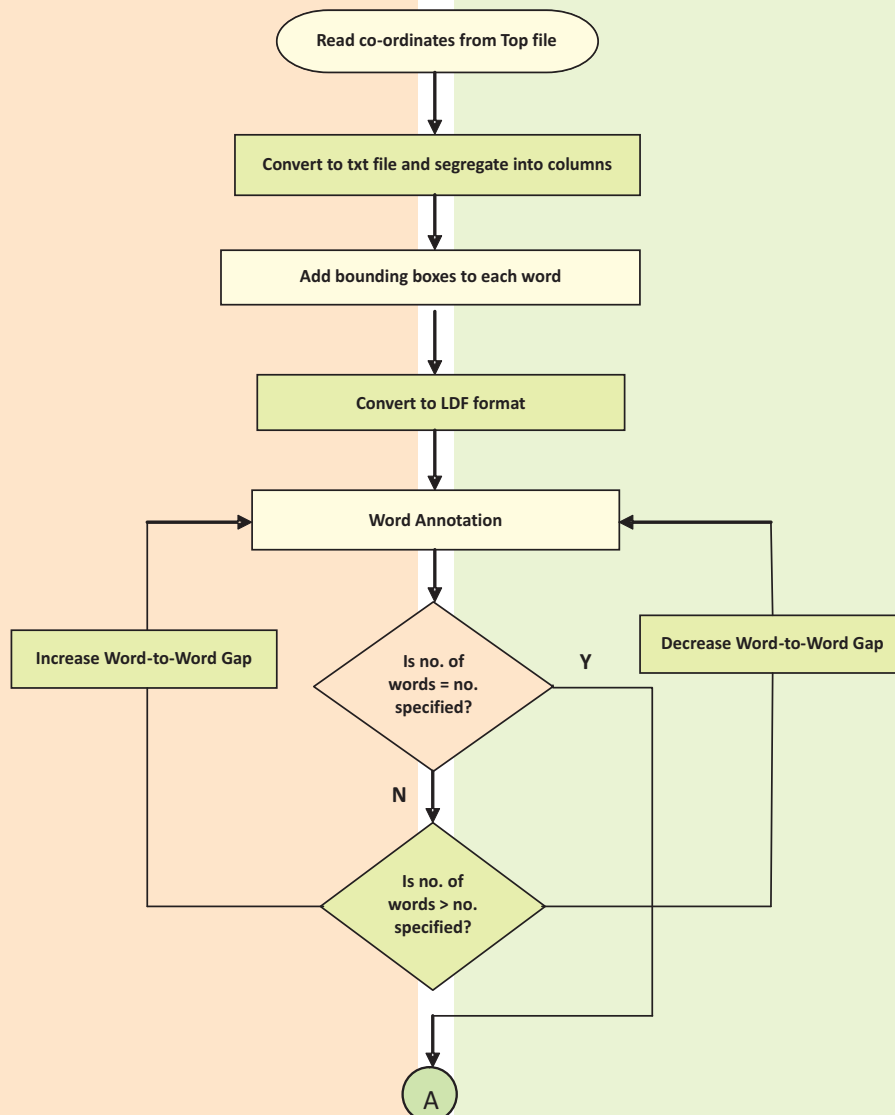 Read co-ordinates from Top file
Convert to txt file and segregate into columns
Add bounding boxes to each word
Convert to LDF format
Word Annotation
Increase Word-to-Word Gap
Is no. of
words = no.
specified?
Y
Decrease Word-to-Word Gap
N
Is no. of
words > no.
specified?
A